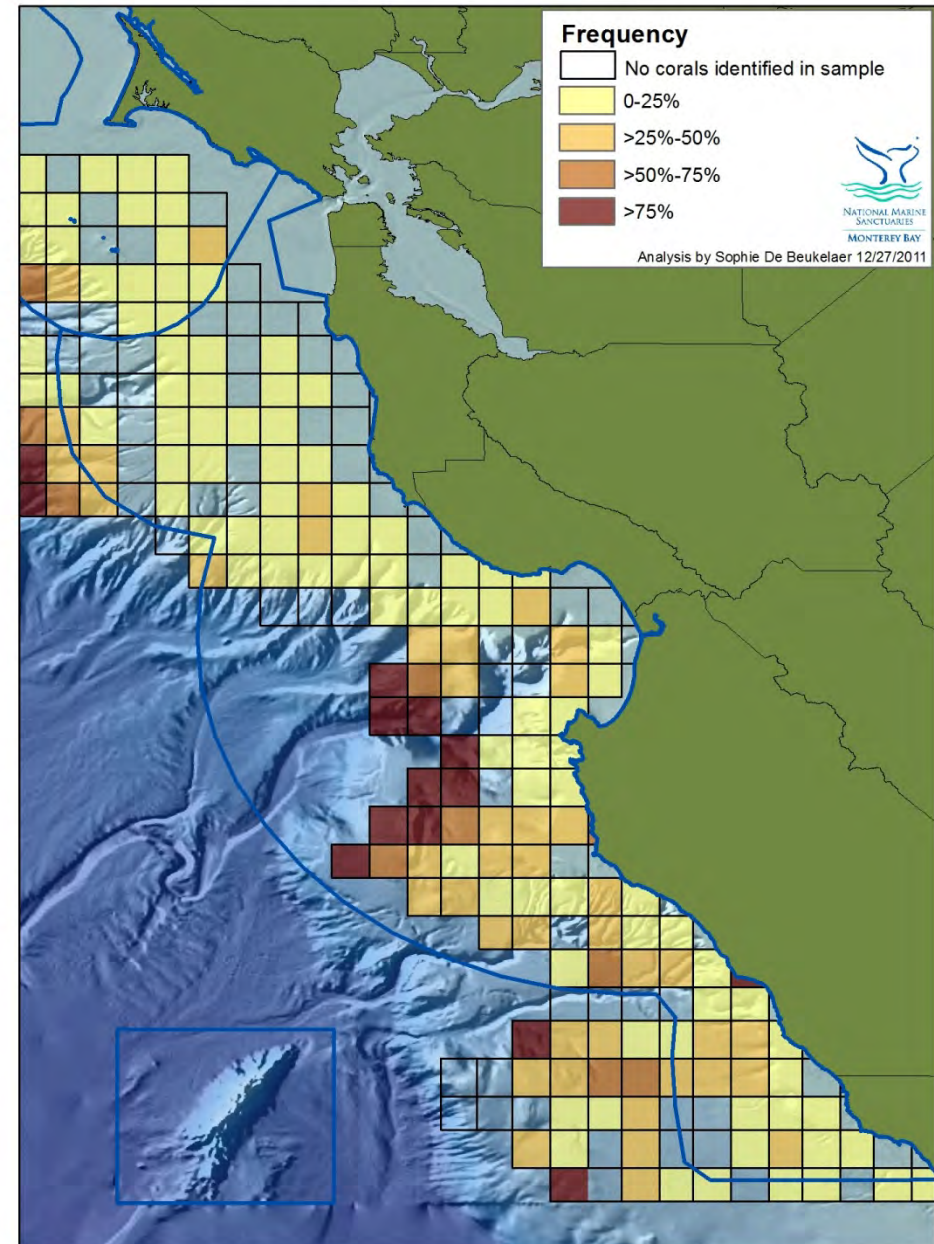 Frequency
No corals identified in sample
0-25%
>25%-50%
>50%-75%
>75%
NATIONAL MARINE
SANCTUARIES
MONTEREY BAY
Analysis by Sophie De Beukelaer 12/27/2011